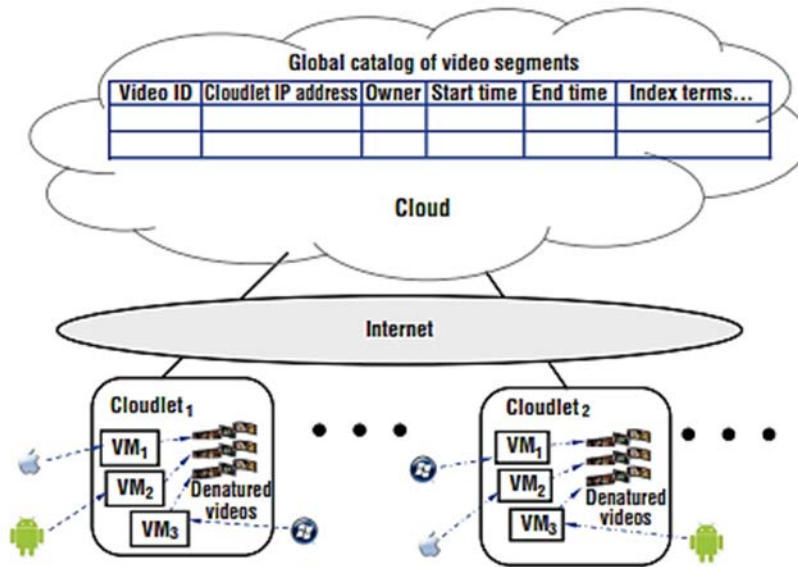 Global catalog of video segments
Video ID Cloudlet IP address Owner Start time End time Index terms...
Cloud
Internet
Cloudlet1
VM1
VM2
VM3
Denatured
videos
Cloudlet2
VM1
VM2
VM3
Denatured
videos